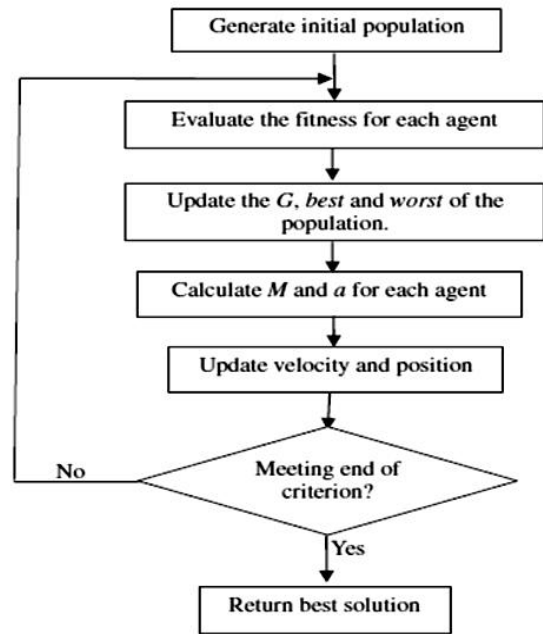 Generate initial population
Evaluate the fitness for each agent
Update the G, best and worst of the
population.
Calculate M and a for each agent
Update velocity and position
Meeting end of
criterion?
No
Yes
Return best solution